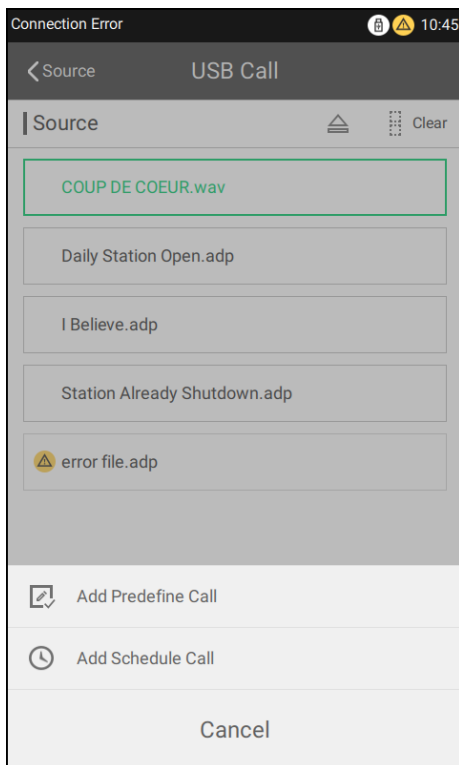 Connection Error 10:45
Source USB Call
Source Clear
COUP DE COEUR.wav
Daily Station Open.adp
I Believe.adp
Station Already Shutdown.adp
error file.adp
Add Predefine Call
Add Schedule Call
Cancel